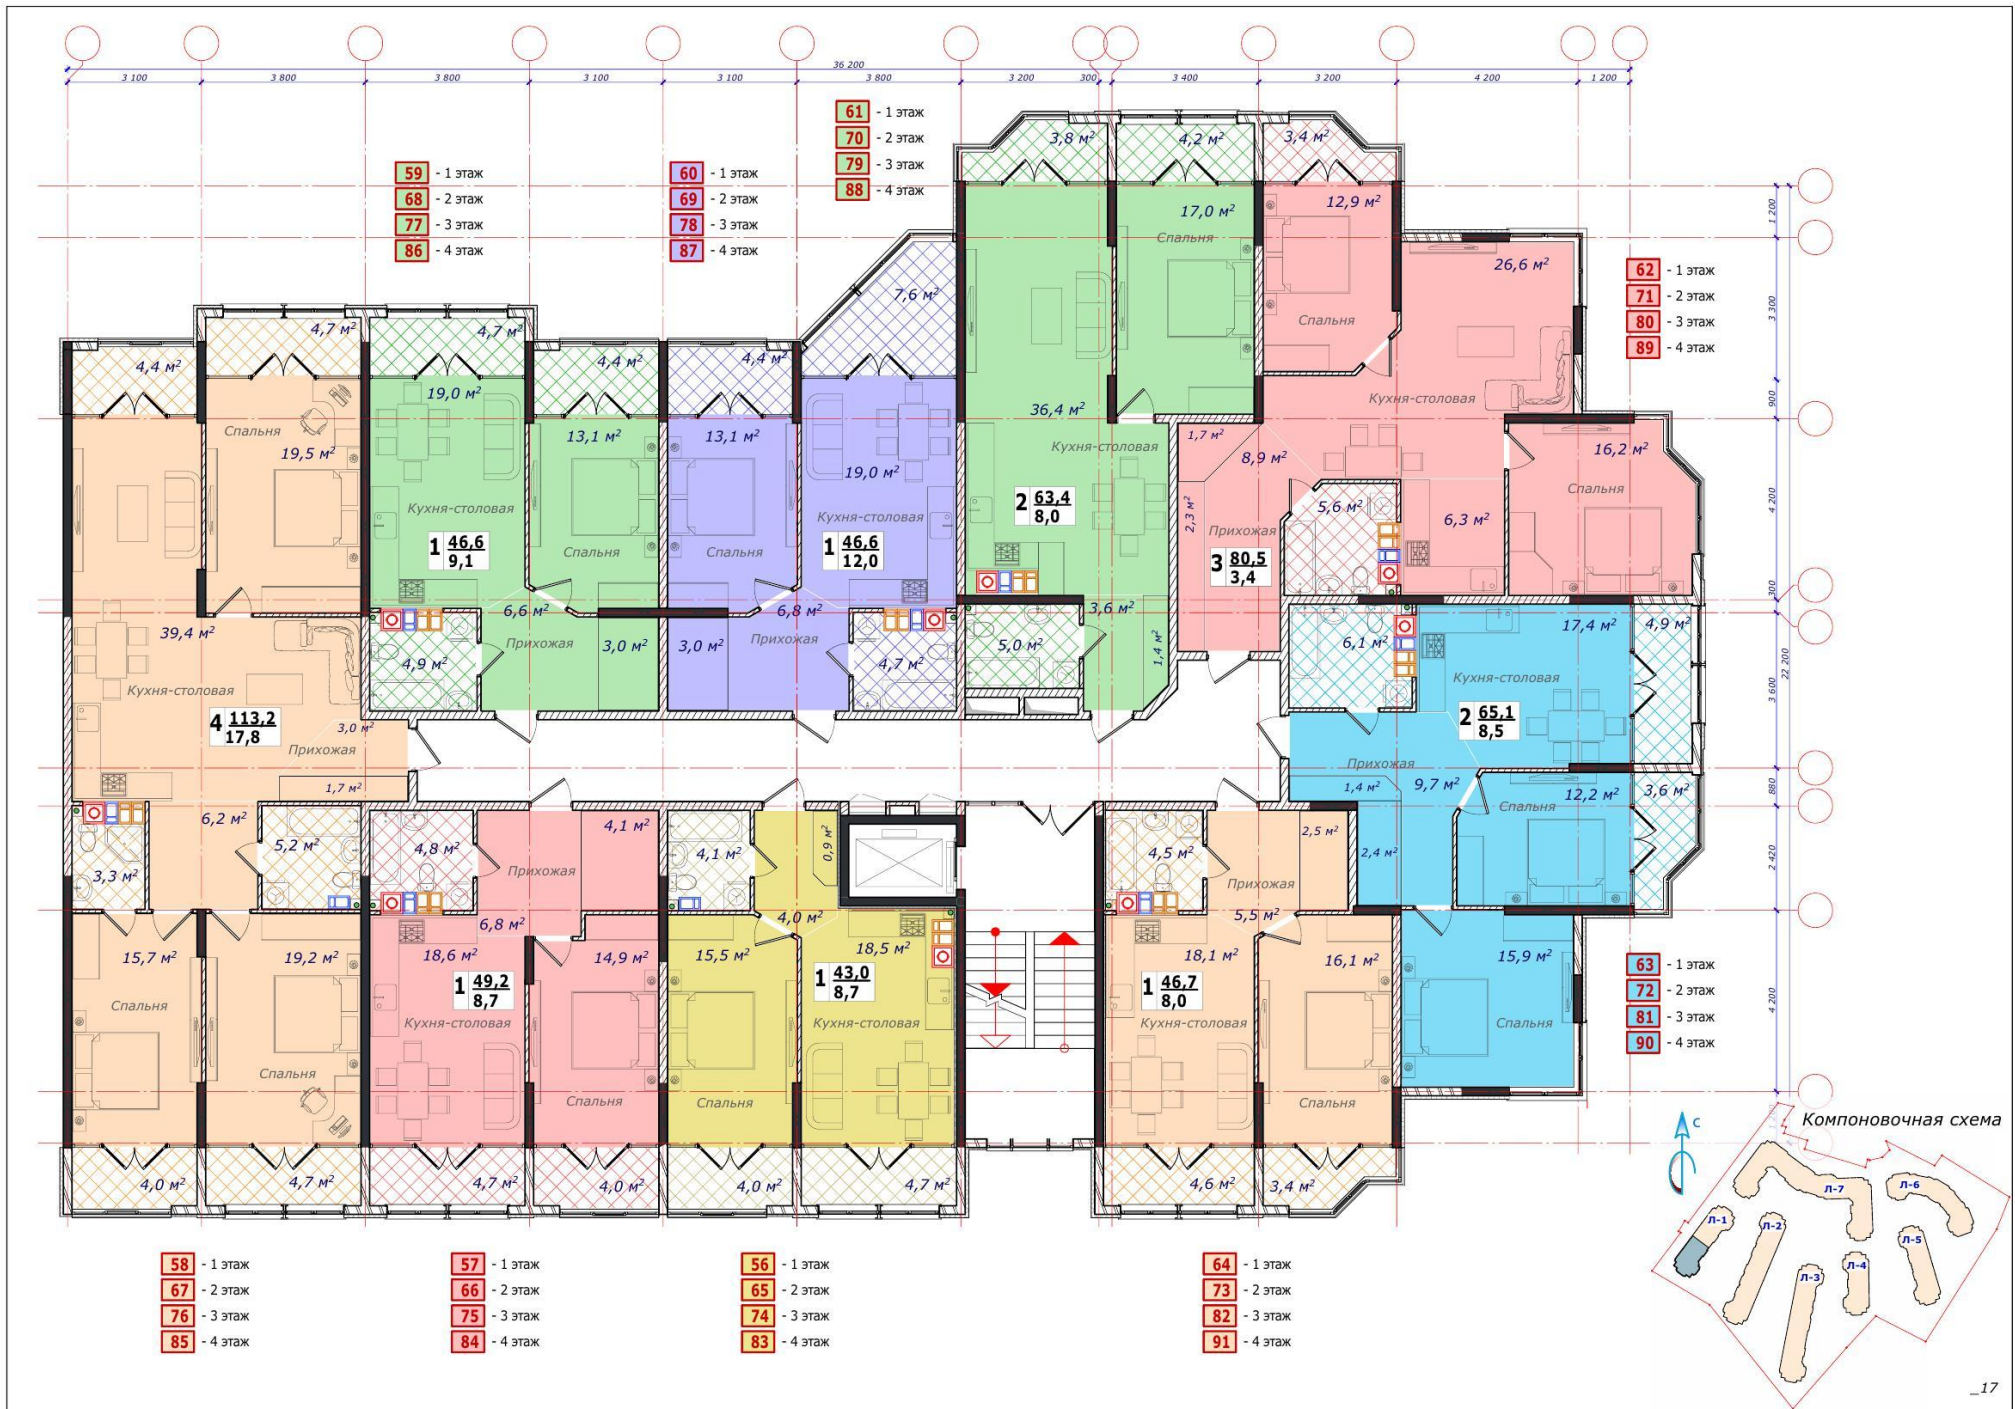 36 200
3 100
3 800
3 800
3 100
3 100
3 800
3 200
300
3 400
3 200
4 200
1 200
61 - 1 этаж
70 - 2 этаж
79 - 3 этаж
88 - 4 этаж
59 - 1 этаж
68 - 2 этаж
77 - 3 этаж
86 - 4 этаж
60 - 1 этаж
69 - 2 этаж
78 - 3 этаж
87 - 4 этаж
62 - 1 этаж
71 - 2 этаж
80 - 3 этаж
89 - 4 этаж
4,4 м²
4,7 м²
Спальня
19,5 м²
39,4 м²
Кухня-столовая
4 113,2
17,8
3,0 м²
Прихожая
1,7 м²
6,2 м²
5,2 м²
3,3 м²
15,7 м²
Спальня
19,2 м²
Спальня
4,0 м²
4,7 м²
4,7 м²
19,0 м²
Кухня-столовая
1 46,6
9,1
4,4 м²
13,1 м²
Спальня
6,6 м²
Прихожая
3,0 м²
4,9 м²
4,4 м²
13,1 м²
Спальня
7,6 м²
19,0 м²
Кухня-столовая
1 46,6
12,0
6,8 м²
Прихожая
3,0 м²
4,7 м²
3,8 м²
4,2 м²
17,0 м²
Спальня
36,4 м²
Кухня-столовая
2 63,4
8,0
3,6 м²
5,0 м²
1,4 м²
3,4 м²
12,9 м²
Спальня
26,6 м²
Кухня-столовая
1,7 м²
8,9 м²
2,3 м²
Прихожая
3 80,5
3,4
5,6 м²
6,3 м²
16,2 м²
Спальня
6,1 м²
17,4 м²
4,9 м²
Кухня-столовая
2 65,1
8,5
Прихожая
1,4 м²
9,7 м²
2,4 м²
Спальня
12,2 м²
3,6 м²
15,9 м²
Спальня
4,8 м²
4,1 м²
Прихожая
6,8 м²
18,6 м²
14,9 м²
1 49,2
8,7
Кухня-столовая
Спальня
4,7 м²
4,0 м²
4,1 м²
0,9 м²
4,0 м²
15,5 м²
18,5 м²
1 43,0
8,7
Кухня-столовая
Спальня
4,0 м²
4,7 м²
4,5 м²
2,5 м²
Прихожая
5,5 м²
18,1 м²
16,1 м²
1 46,7
8,0
Кухня-столовая
Спальня
4,6 м²
3,4 м²
1 200
3 300
900
4 200
300
22 200
3 600
880
2 420
4 200
63 - 1 этаж
72 - 2 этаж
81 - 3 этаж
90 - 4 этаж
58 - 1 этаж
67 - 2 этаж
76 - 3 этаж
85 - 4 этаж
57 - 1 этаж
66 - 2 этаж
75 - 3 этаж
84 - 4 этаж
56 - 1 этаж
65 - 2 этаж
74 - 3 этаж
83 - 4 этаж
64 - 1 этаж
73 - 2 этаж
82 - 3 этаж
91 - 4 этаж
С
Компоновочная схема
Л-7
Л-6
Л-1
Л-2
Л-5
Л-4
Л-3
_17